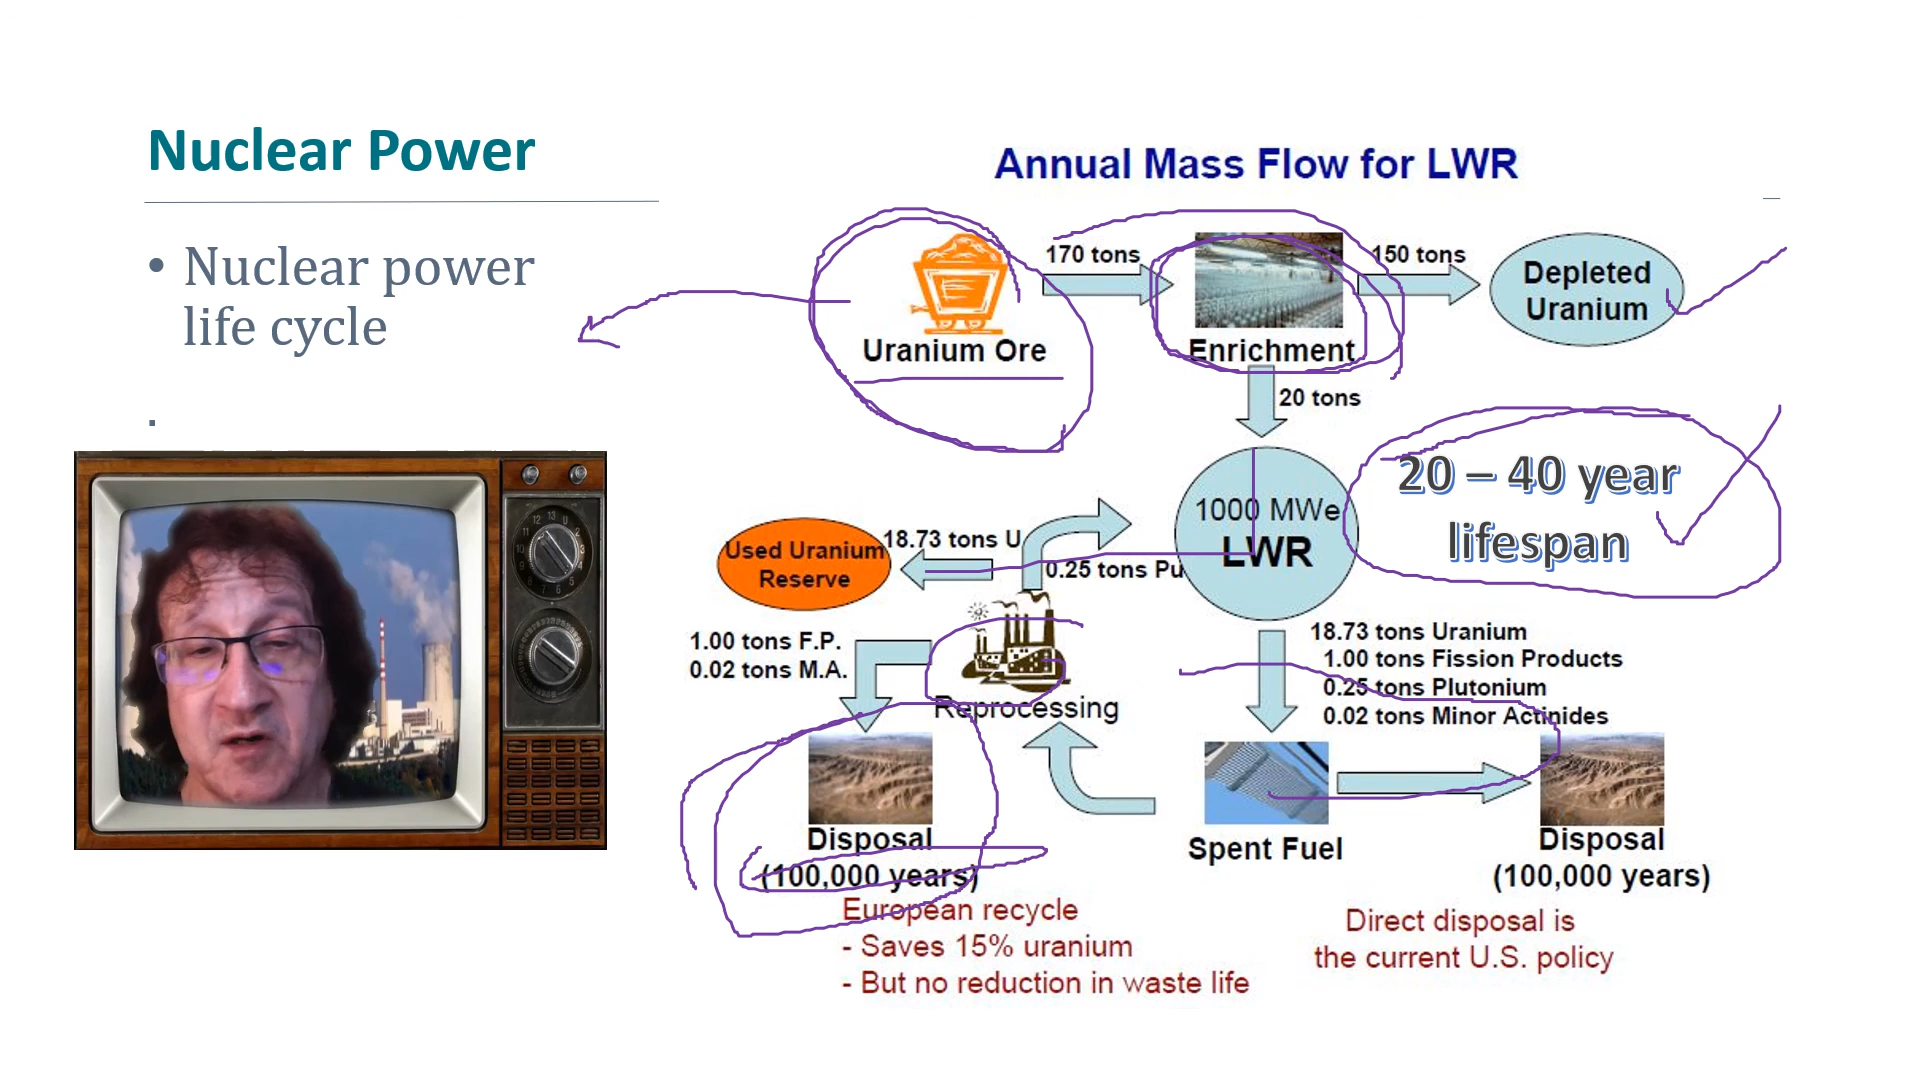 Nuclear Power
• Nuclear power
life cycle
.
Annual Mass Flow for LWR
Uranium Ore
170 tons
Enrichment
150 tons
Depleted
Uranium
20 tons
1000 MWe
LWR
20 – 40 year
lifespan
Used Uranium
Reserve
18.73 tons U
0.25 tons Pu
1.00 tons F.P.
0.02 tons M.A.
Reprocessing
18.73 tons Uranium
1.00 tons Fission Products
0.25 tons Plutonium
0.02 tons Minor Actinides
Disposal
(100,000 years)
Spent Fuel
Disposal
(100,000 years)
European recycle
- Saves 15% uranium
- But no reduction in waste life
Direct disposal is
the current U.S. policy